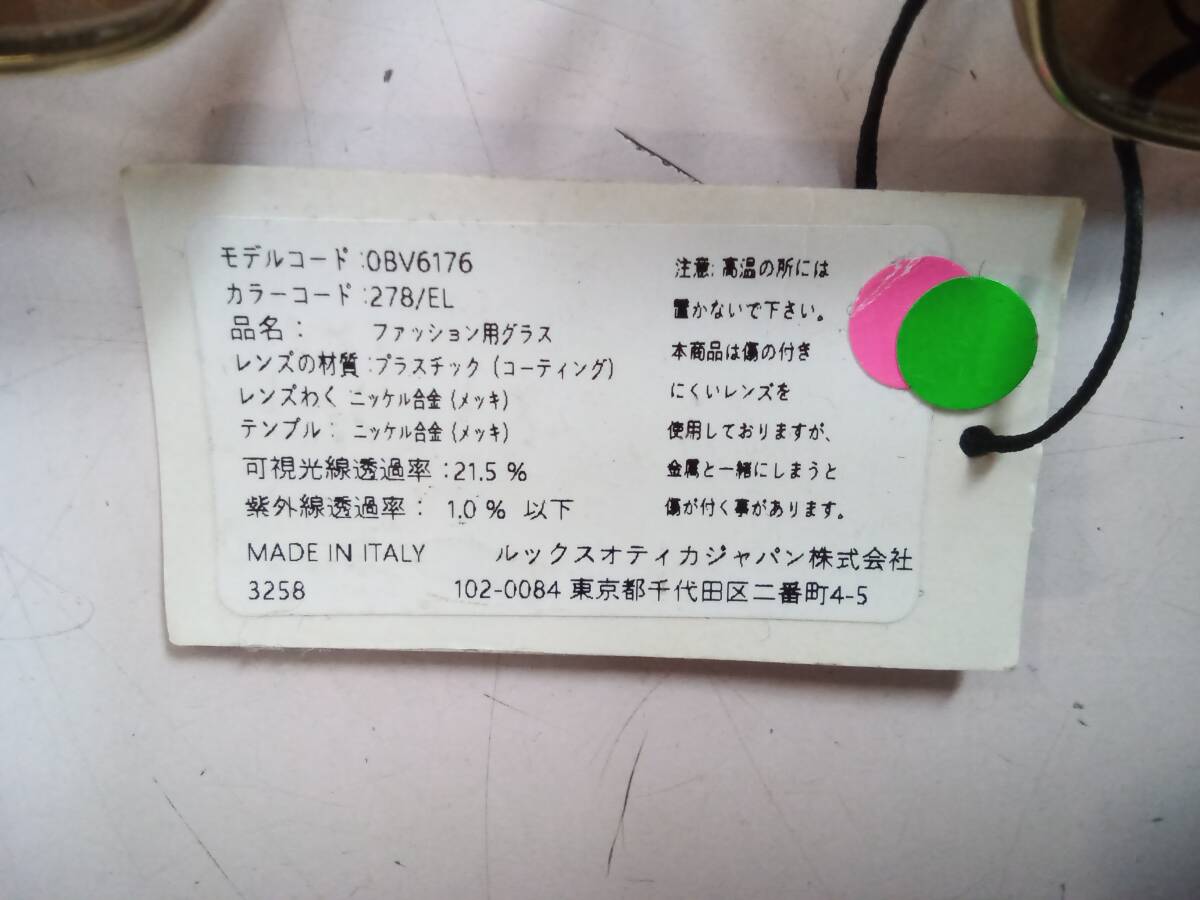 モデルコード:0BV6176
カラーコード:278/EL
品名: ファッション用グラス
レンズの材質:プラスチック(コーティング)
レンズわく ニッケル合金(メッキ)
テンプル: ニッケル合金(メッキ)
可視光線透過率:21.5 %
紫外線透過率: 1.0 % 以下
注意:高温の所には
置かないで下さい。
本商品は傷の付き
にくいレンズを
使用しておりますが、
金属と一緒にしまうと
傷が付く事があります。
MADE IN ITALY ルックスオティカジャパン株式会社
3258 102-0084 東京都千代田区二番町4-5